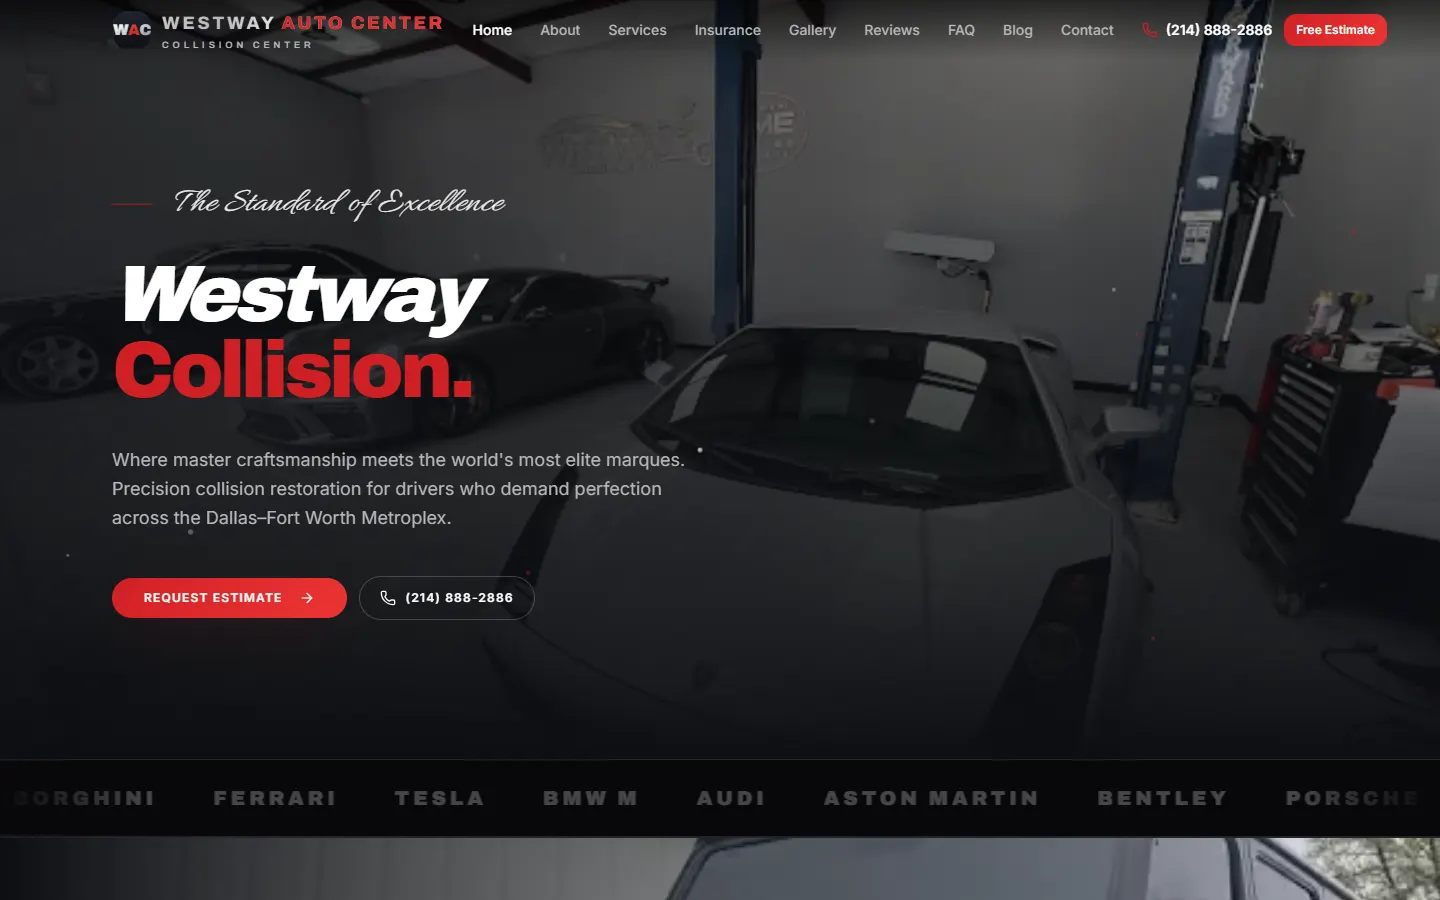 WAC
WESTWAY AUTO CENTER
COLLISION CENTER
Home
About
Services
Insurance
Gallery
Reviews
FAQ
Blog
Contact
(214) 888-2886
Free Estimate
The Standard of Excellence
Westway
Collision.
Where master craftsmanship meets the world's most elite marques.
Precision collision restoration for drivers who demand perfection
across the Dallas–Fort Worth Metroplex.
REQUEST ESTIMATE
(214) 888-2886
BORGHINI
FERRARI
TESLA
BMW M
AUDI
ASTON MARTIN
BENTLEY
PORSCHE